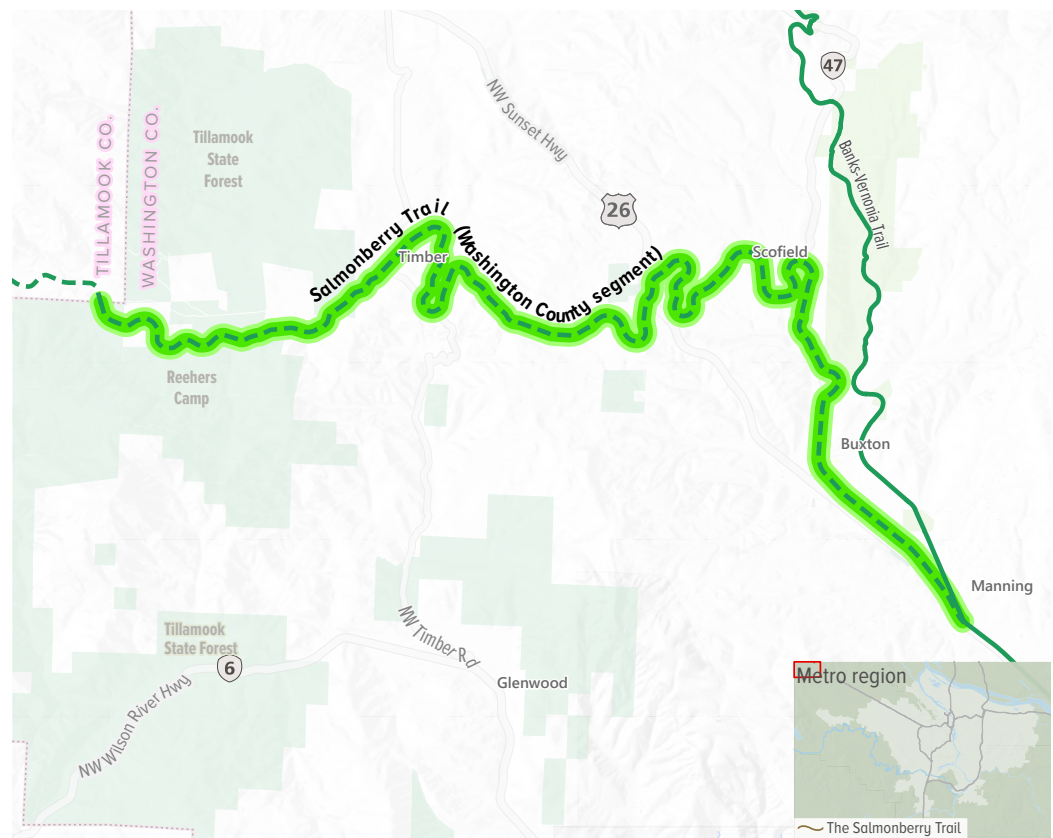 47
NW Sunset Hwy
TILLAMOOK CO.
WASHINGTON CO.
Tillamook
State
Forest
Banks-Vernonia Trail
26
Salmonberry Trail (Washington County segment)
Timber
Scofield
Reehers
Camp
Buxton
Manning
Tillamook
State Forest
6
NW Timber Rd
Glenwood
NW Wilson River Hwy
Metro region
The Salmonberry Trail